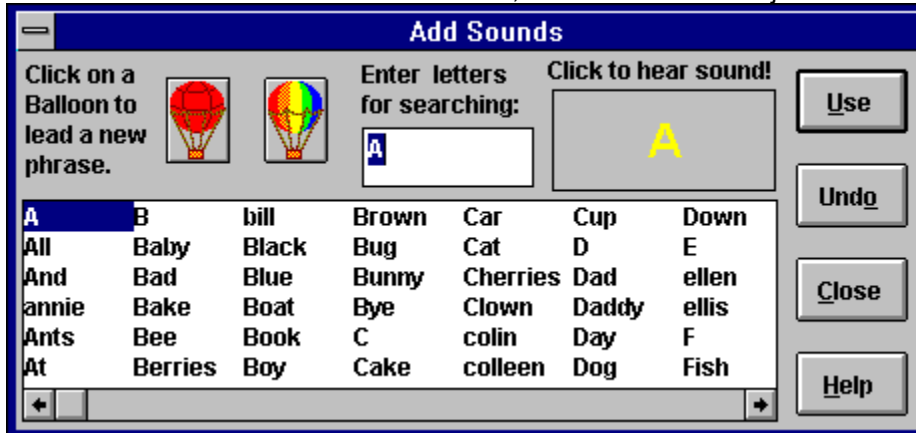 Add Sounds
Click on a
Balloon to
lead a new
phrase.
Enter letters
for searching:
A
Click to hear sound!
A
Use
Undo
Close
Help
A B bill Brown Car Cup Down
All Baby Black Bug Cat D E
And Bad Blue Bunny Cherries Dad ellen
annie Bake Boat Bye Clown Daddy ellis
Ants Bee Book C colin Day F
At Berries Boy Cake colleen Dog Fish